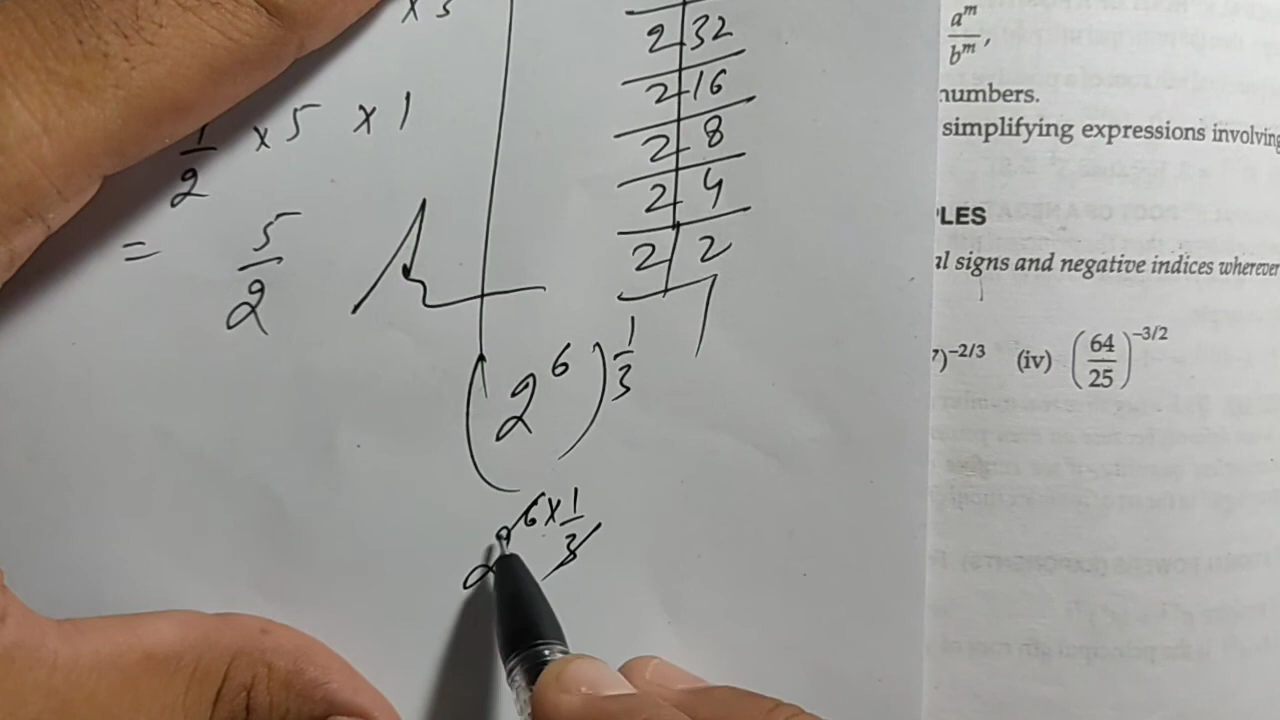 x 3
1/2 x 5 x 1
= 5/2
2 | 32
2 | 16
2 | 8
2 | 4
2 | 2
(2^6)^1/3
2^6x1/3
a^m/b^m,
numbers.
simplifying expressions involving
PLES
al signs and negative indices wherever
7)^-2/3 (iv) (64/25)^-3/2